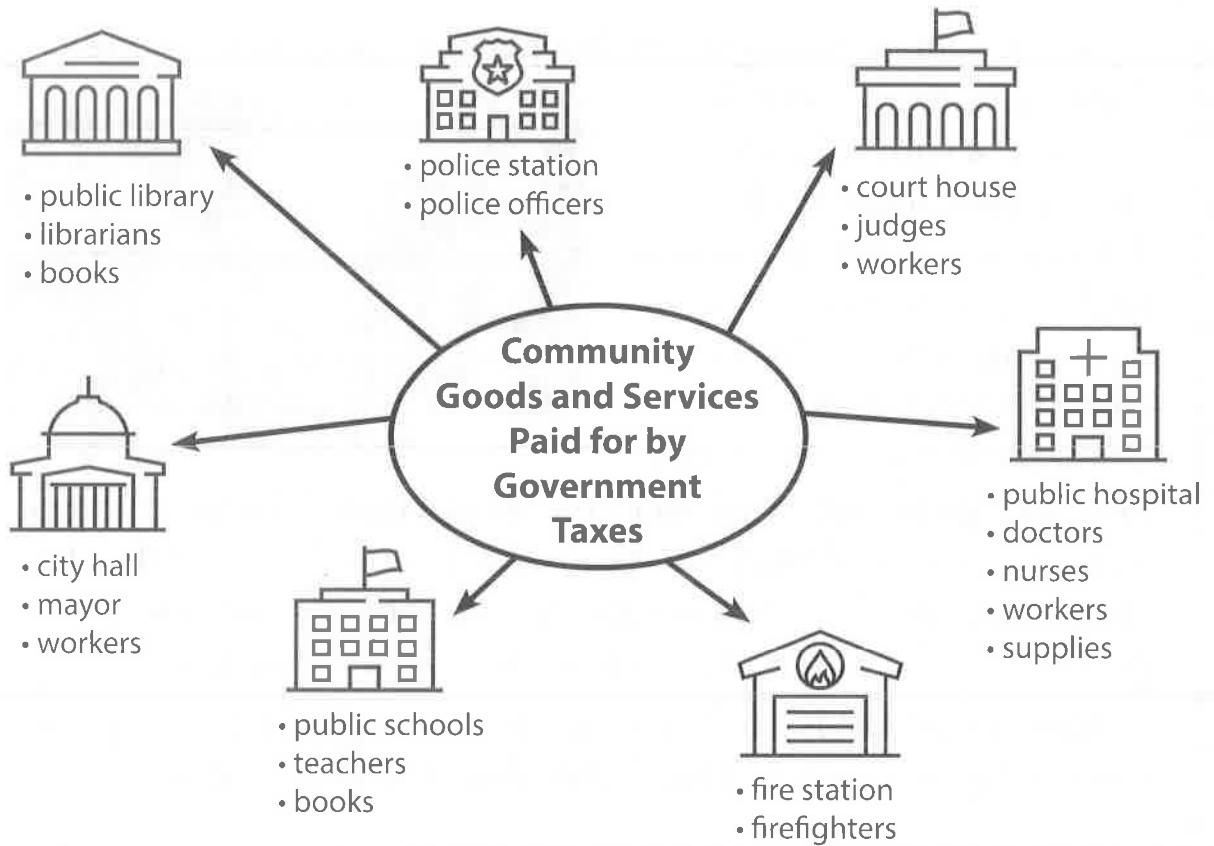 • public library
• librarians
• books
• police station
• police officers
• court house
• judges
• workers
Community
Goods and Services
Paid for by
Government
Taxes
• public hospital
• doctors
• nurses
• workers
• supplies
• city hall
• mayor
• workers
• public schools
• teachers
• books
• fire station
• firefighters